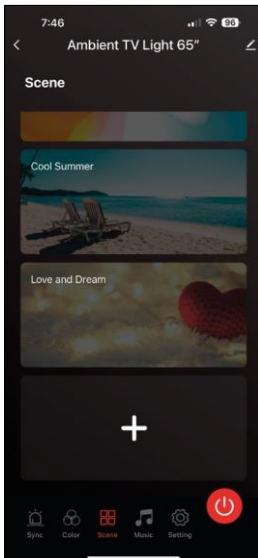 7:46
96
Ambient TV Light 65”
Scene
Cool Summer
Love and Dream
Sync Color Scene Music Setting